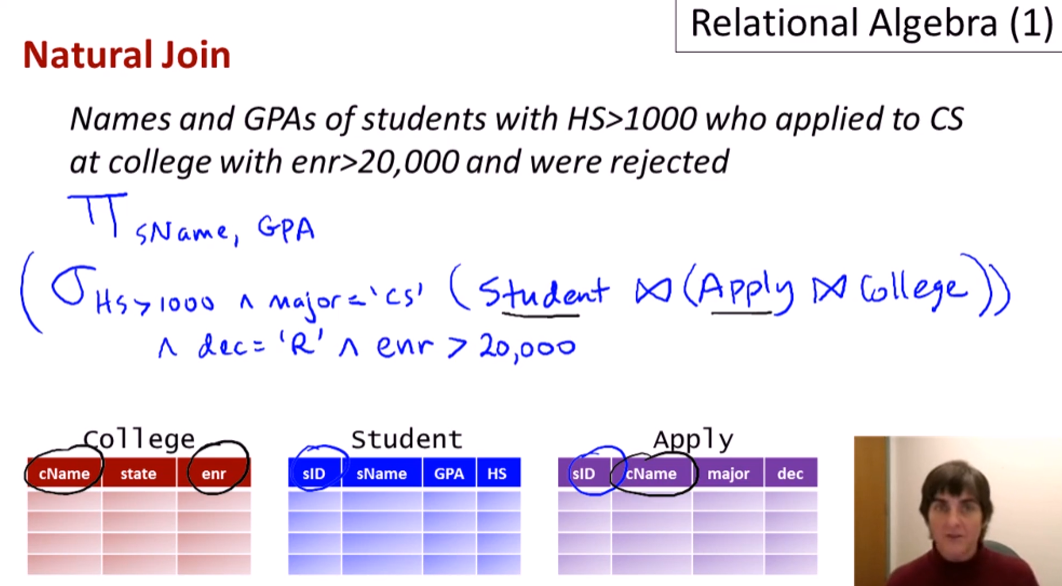 Relational Algebra (1)
Natural Join
Names and GPAs of students with HS>1000 who applied to CS
at college with enr>20,000 and were rejected
π sName, GPA
(σ HS>1000 ∧ major='CS' (Student ⋈ (Apply ⋈ College)))
∧ dec='R' ∧ enr > 20,000
College Student Apply
cName state enr sID sName GPA HS sID cName major dec